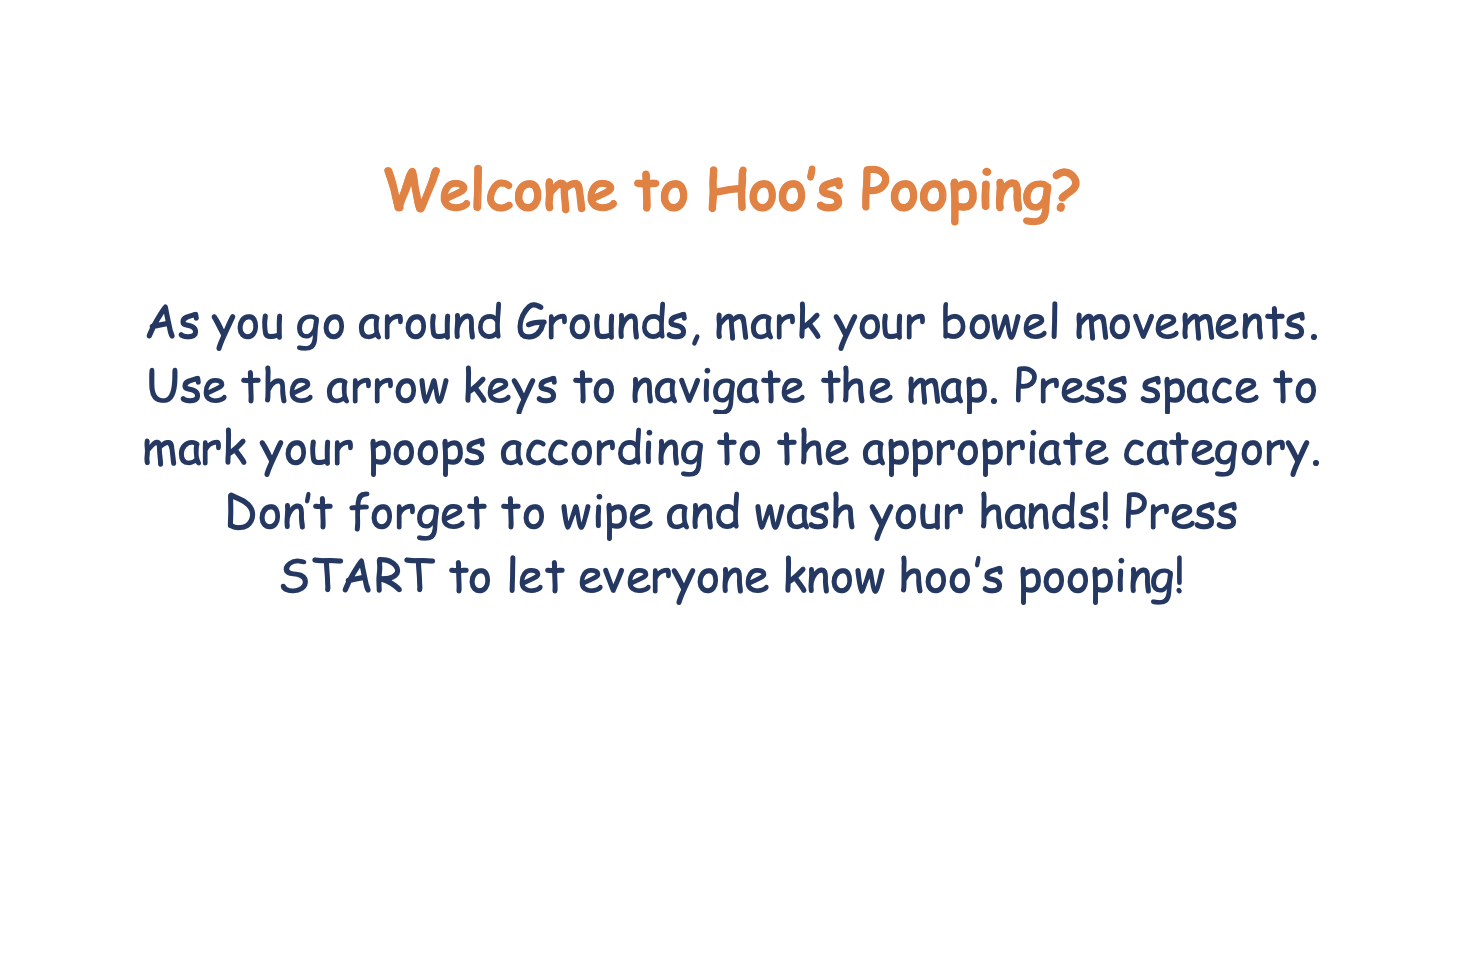 Welcome to Hoo's Pooping?
As you go around Grounds, mark your bowel movements.
Use the arrow keys to navigate the map. Press space to
mark your poops according to the appropriate category.
Don't forget to wipe and wash your hands! Press
START to let everyone know hoo's pooping!